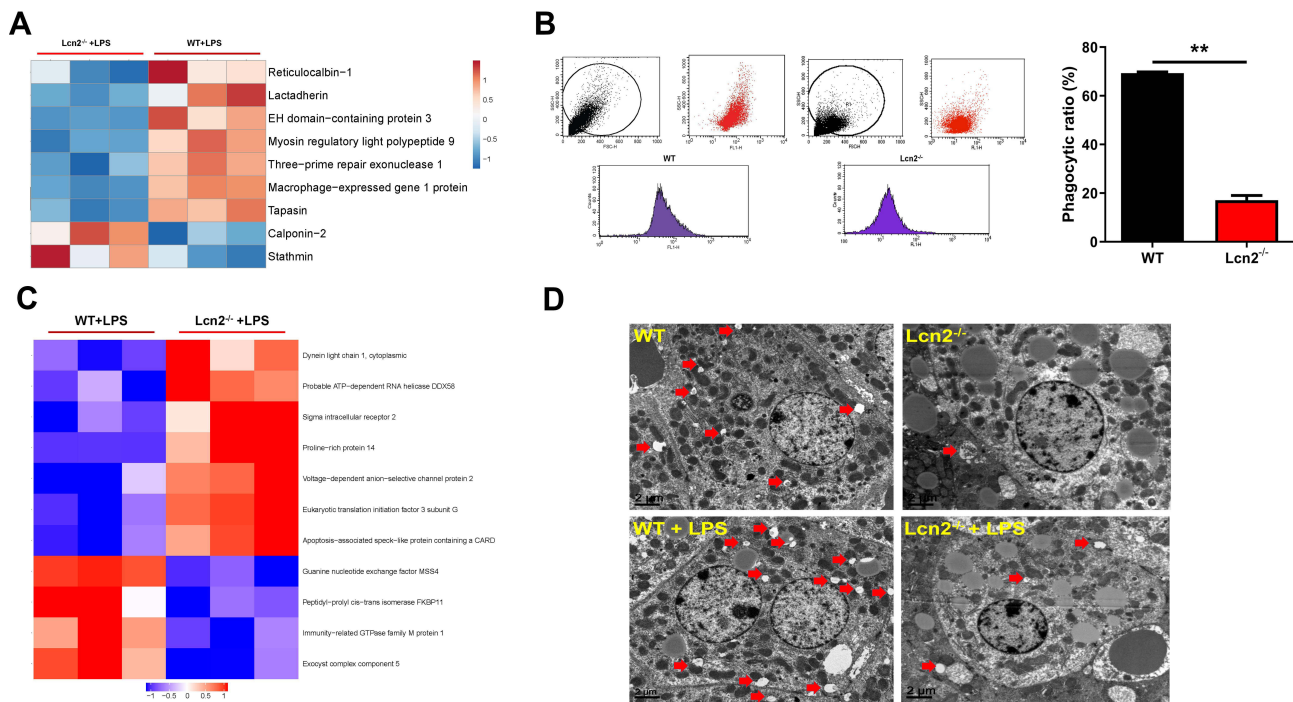 A
Lcn2-/- +LPS
WT+LPS
Reticulocalbin-1
Lactadherin
EH domain-containing protein 3
Myosin regulatory light polypeptide 9
Three-prime repair exonuclease 1
Macrophage-expressed gene 1 protein
Tapasin
Calponin-2
Stathmin
1
0.5
0
-0.5
-1
B
SSC-H
FSC-H
SSC-H
FL1-H
WT
Counts
FL1-H
Lcn2-/-
Counts
Phagocytic ratio (%)
80
60
40
20
0
**
WT
Lcn2-/-
C
WT+LPS
Lcn2-/- +LPS
Dynein light chain 1, cytoplasmic
Probable ATP-dependent RNA helicase DDX58
Sigma intracellular receptor 2
Proline-rich protein 14
Voltage-dependent anion-selective channel protein 2
Eukaryotic translation initiation factor 3 subunit G
Apoptosis-associated speck-like protein containing a CARD
Guanine nucleotide exchange factor MSS4
Peptidyl-prolyl cis-trans isomerase FKBP11
Immunity-related GTPase family M protein 1
Exocyst complex component 5
-1 -0.5 0 0.5 1
D
WT
2 μm
Lcn2-/-
2 μm
WT + LPS
2 μm
Lcn2-/- + LPS
2 μm